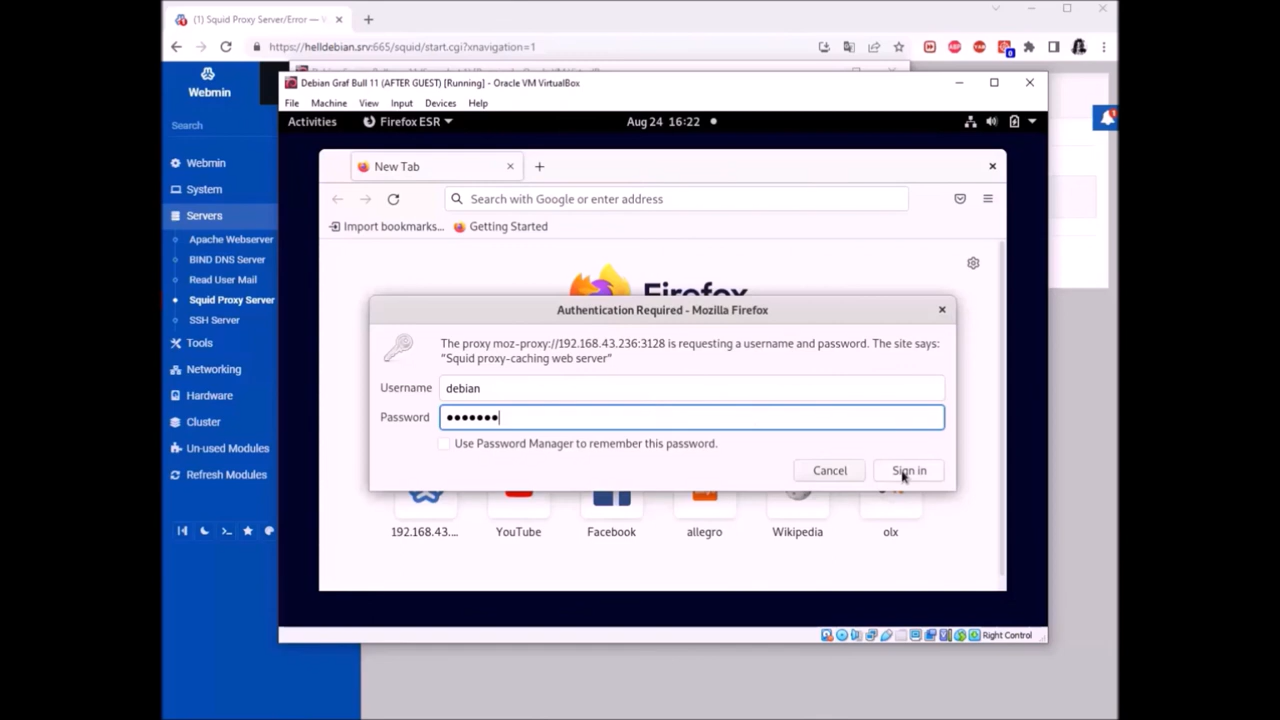 (1) Squid Proxy Server/Error —
https://helldebian.srv:665/squid/start.cgi?xnavigation=1
Webmin
Search
Webmin
System
Servers
Apache Webserver
BIND DNS Server
Read User Mail
Squid Proxy Server
SSH Server
Tools
Networking
Hardware
Cluster
Un-used Modules
Refresh Modules
Debian Graf Bull 11 (AFTER GUEST) [Running] - Oracle VM VirtualBox
File Machine View Input Devices Help
Activities Firefox ESR Aug 24 16:22
New Tab
Search with Google or enter address
Import bookmarks... Getting Started
Firefox
Authentication Required - Mozilla Firefox
The proxy moz-proxy://192.168.43.236:3128 is requesting a username and password. The site says:
"Squid proxy-caching web server"
Username debian
Password •••••••
Use Password Manager to remember this password.
Cancel Sign in
192.168.43.... YouTube Facebook allegro Wikipedia olx
Right Control